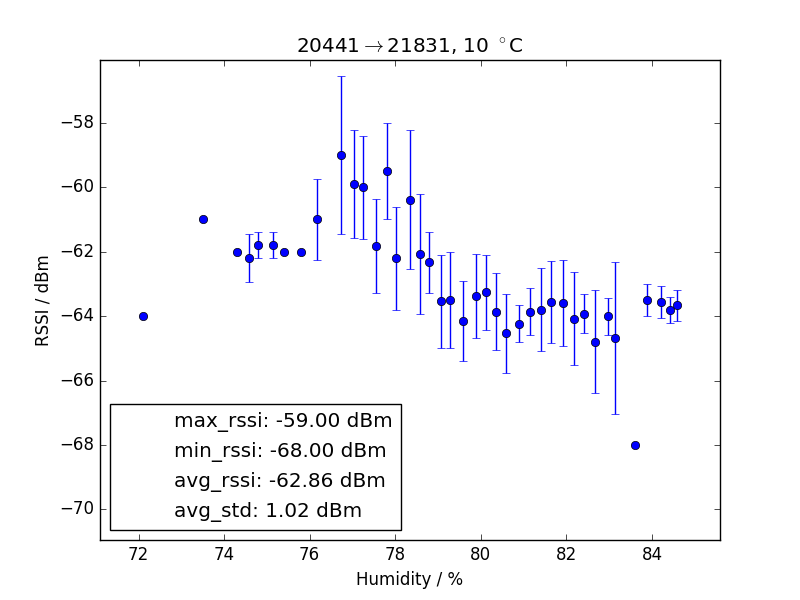 20441→21831, 10 °C
RSSI / dBm
−58
−60
−62
−64
−66
−68
−70
max_rssi: -59.00 dBm
min_rssi: -68.00 dBm
avg_rssi: -62.86 dBm
avg_std: 1.02 dBm
72 74 76 78 80 82 84
Humidity / %